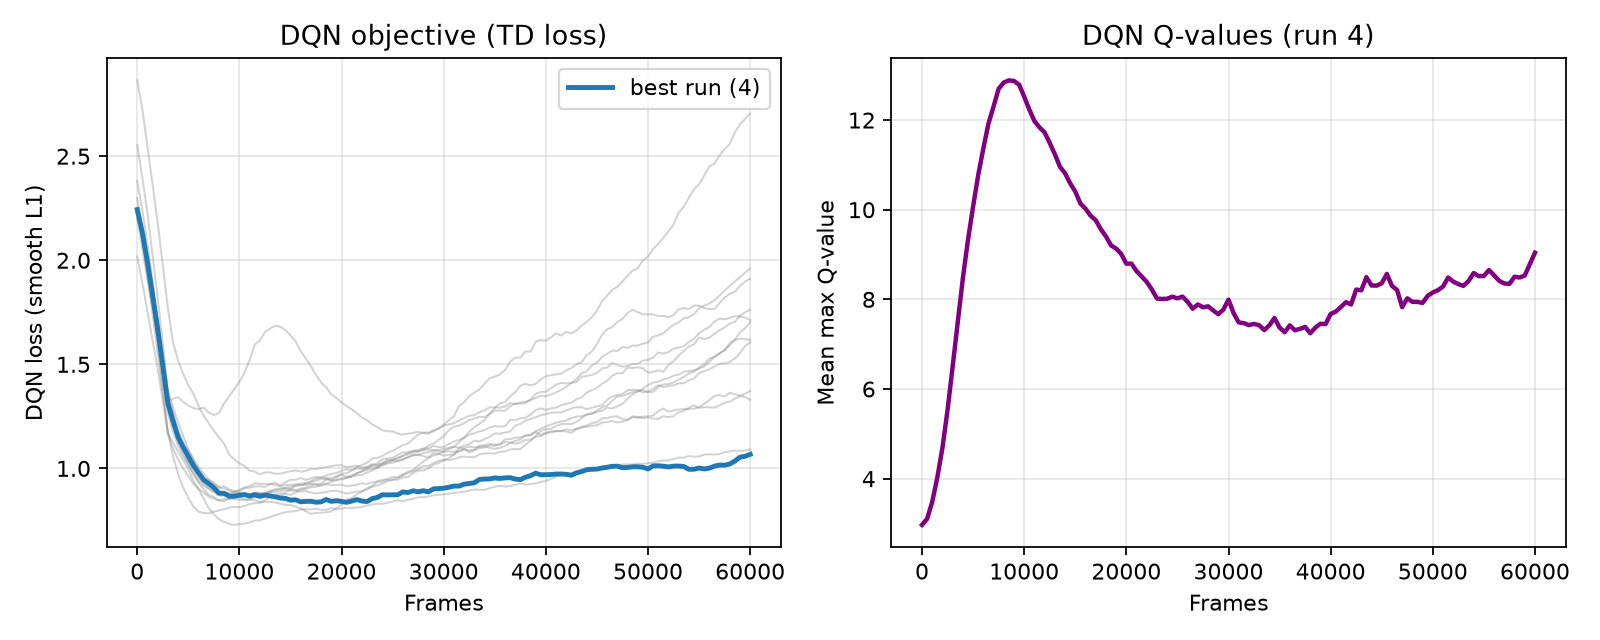 DQN objective (TD loss)
DQN loss (smooth L1)
2.5
2.0
1.5
1.0
best run (4)
0 10000 20000 30000 40000 50000 60000
Frames
DQN Q-values (run 4)
Mean max Q-value
12
10
8
6
4
0 10000 20000 30000 40000 50000 60000
Frames